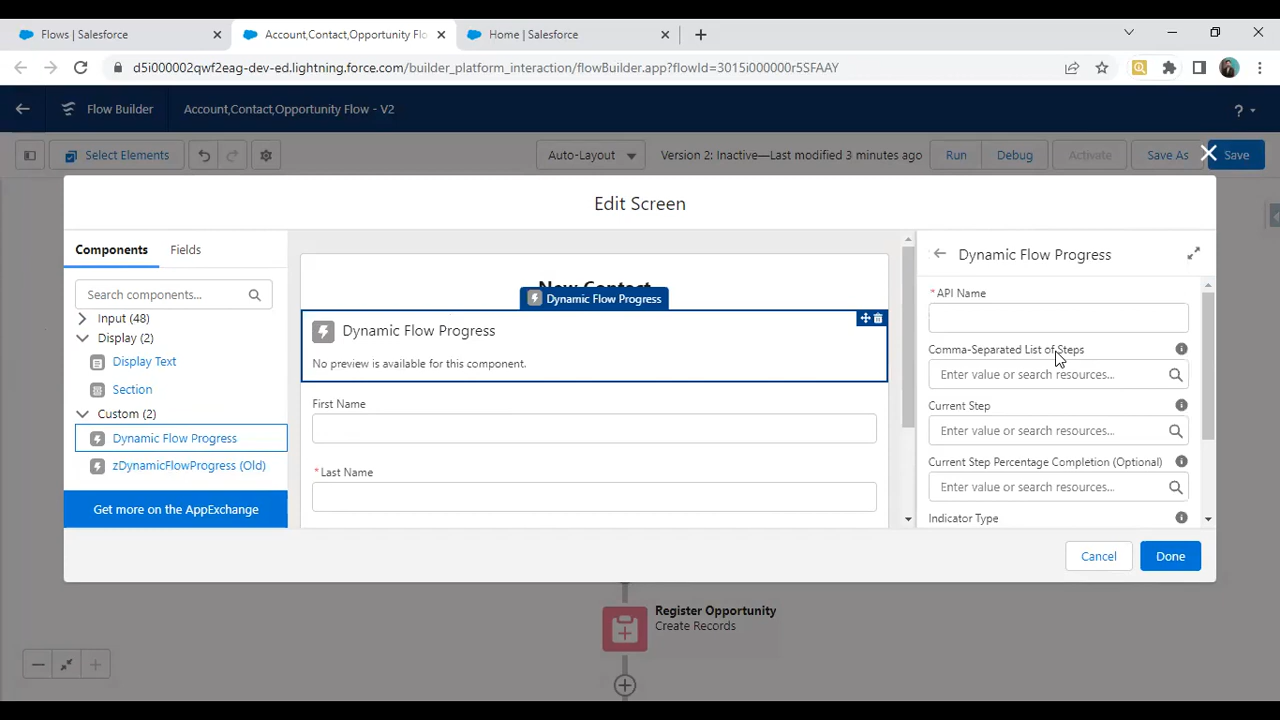 Flows | Salesforce
Account,Contact,Opportunity Flo
Home | Salesforce
d5i000002qwf2eag-dev-ed.lightning.force.com/builder_platform_interaction/flowBuilder.app?flowId=3015i000000r5SFAAY
Flow Builder
Account,Contact,Opportunity Flow - V2
?
Select Elements
Auto-Layout
Version 2: Inactive—Last modified 3 minutes ago
Run
Debug
Activate
Save As
Save
Edit Screen
Components
Fields
Search components...
Input (48)
Display (2)
Display Text
Section
Custom (2)
Dynamic Flow Progress
zDynamicFlowProgress (Old)
Get more on the AppExchange
New Contact
Dynamic Flow Progress
Dynamic Flow Progress
No preview is available for this component.
First Name
* Last Name
Dynamic Flow Progress
* API Name
Comma-Separated List of Steps
Enter value or search resources...
Current Step
Enter value or search resources...
Current Step Percentage Completion (Optional)
Enter value or search resources...
Indicator Type
Cancel
Done
Register Opportunity
Create Records